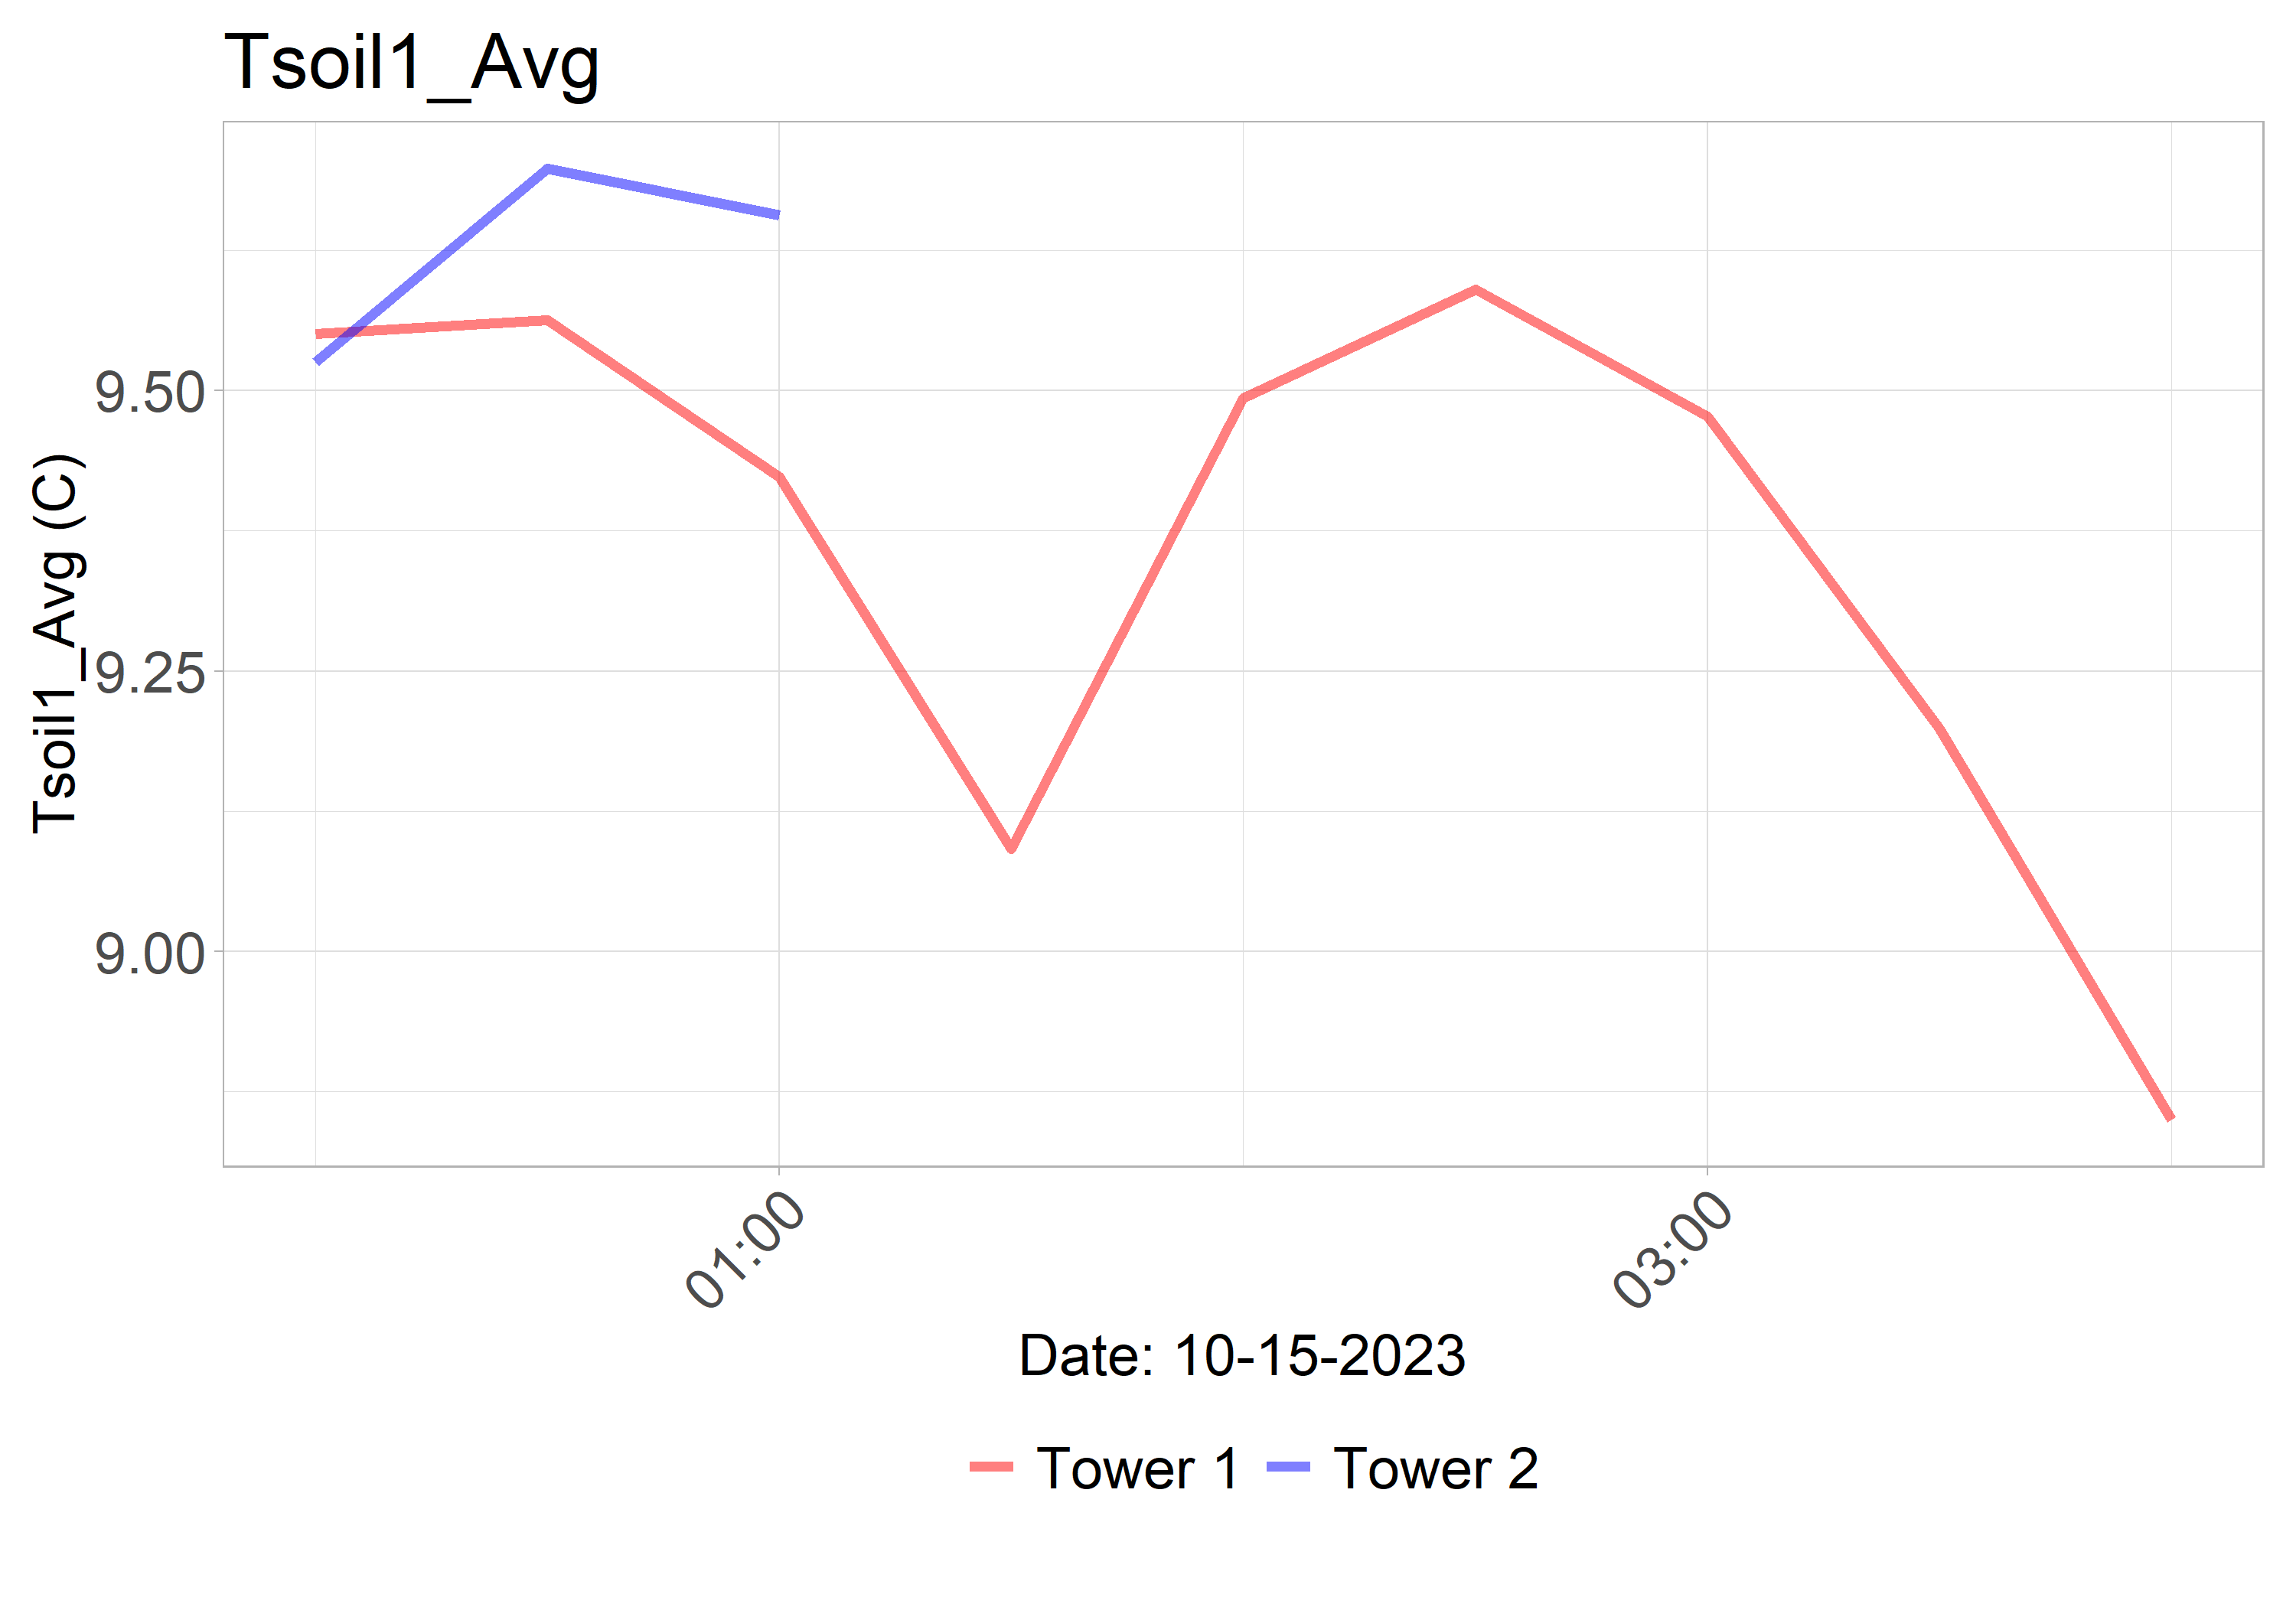 Tsoil1_Avg
Tsoil1_Avg (C)
9.50
9.25
9.00
01:00
03:00
Date: 10-15-2023
Tower 1
Tower 2